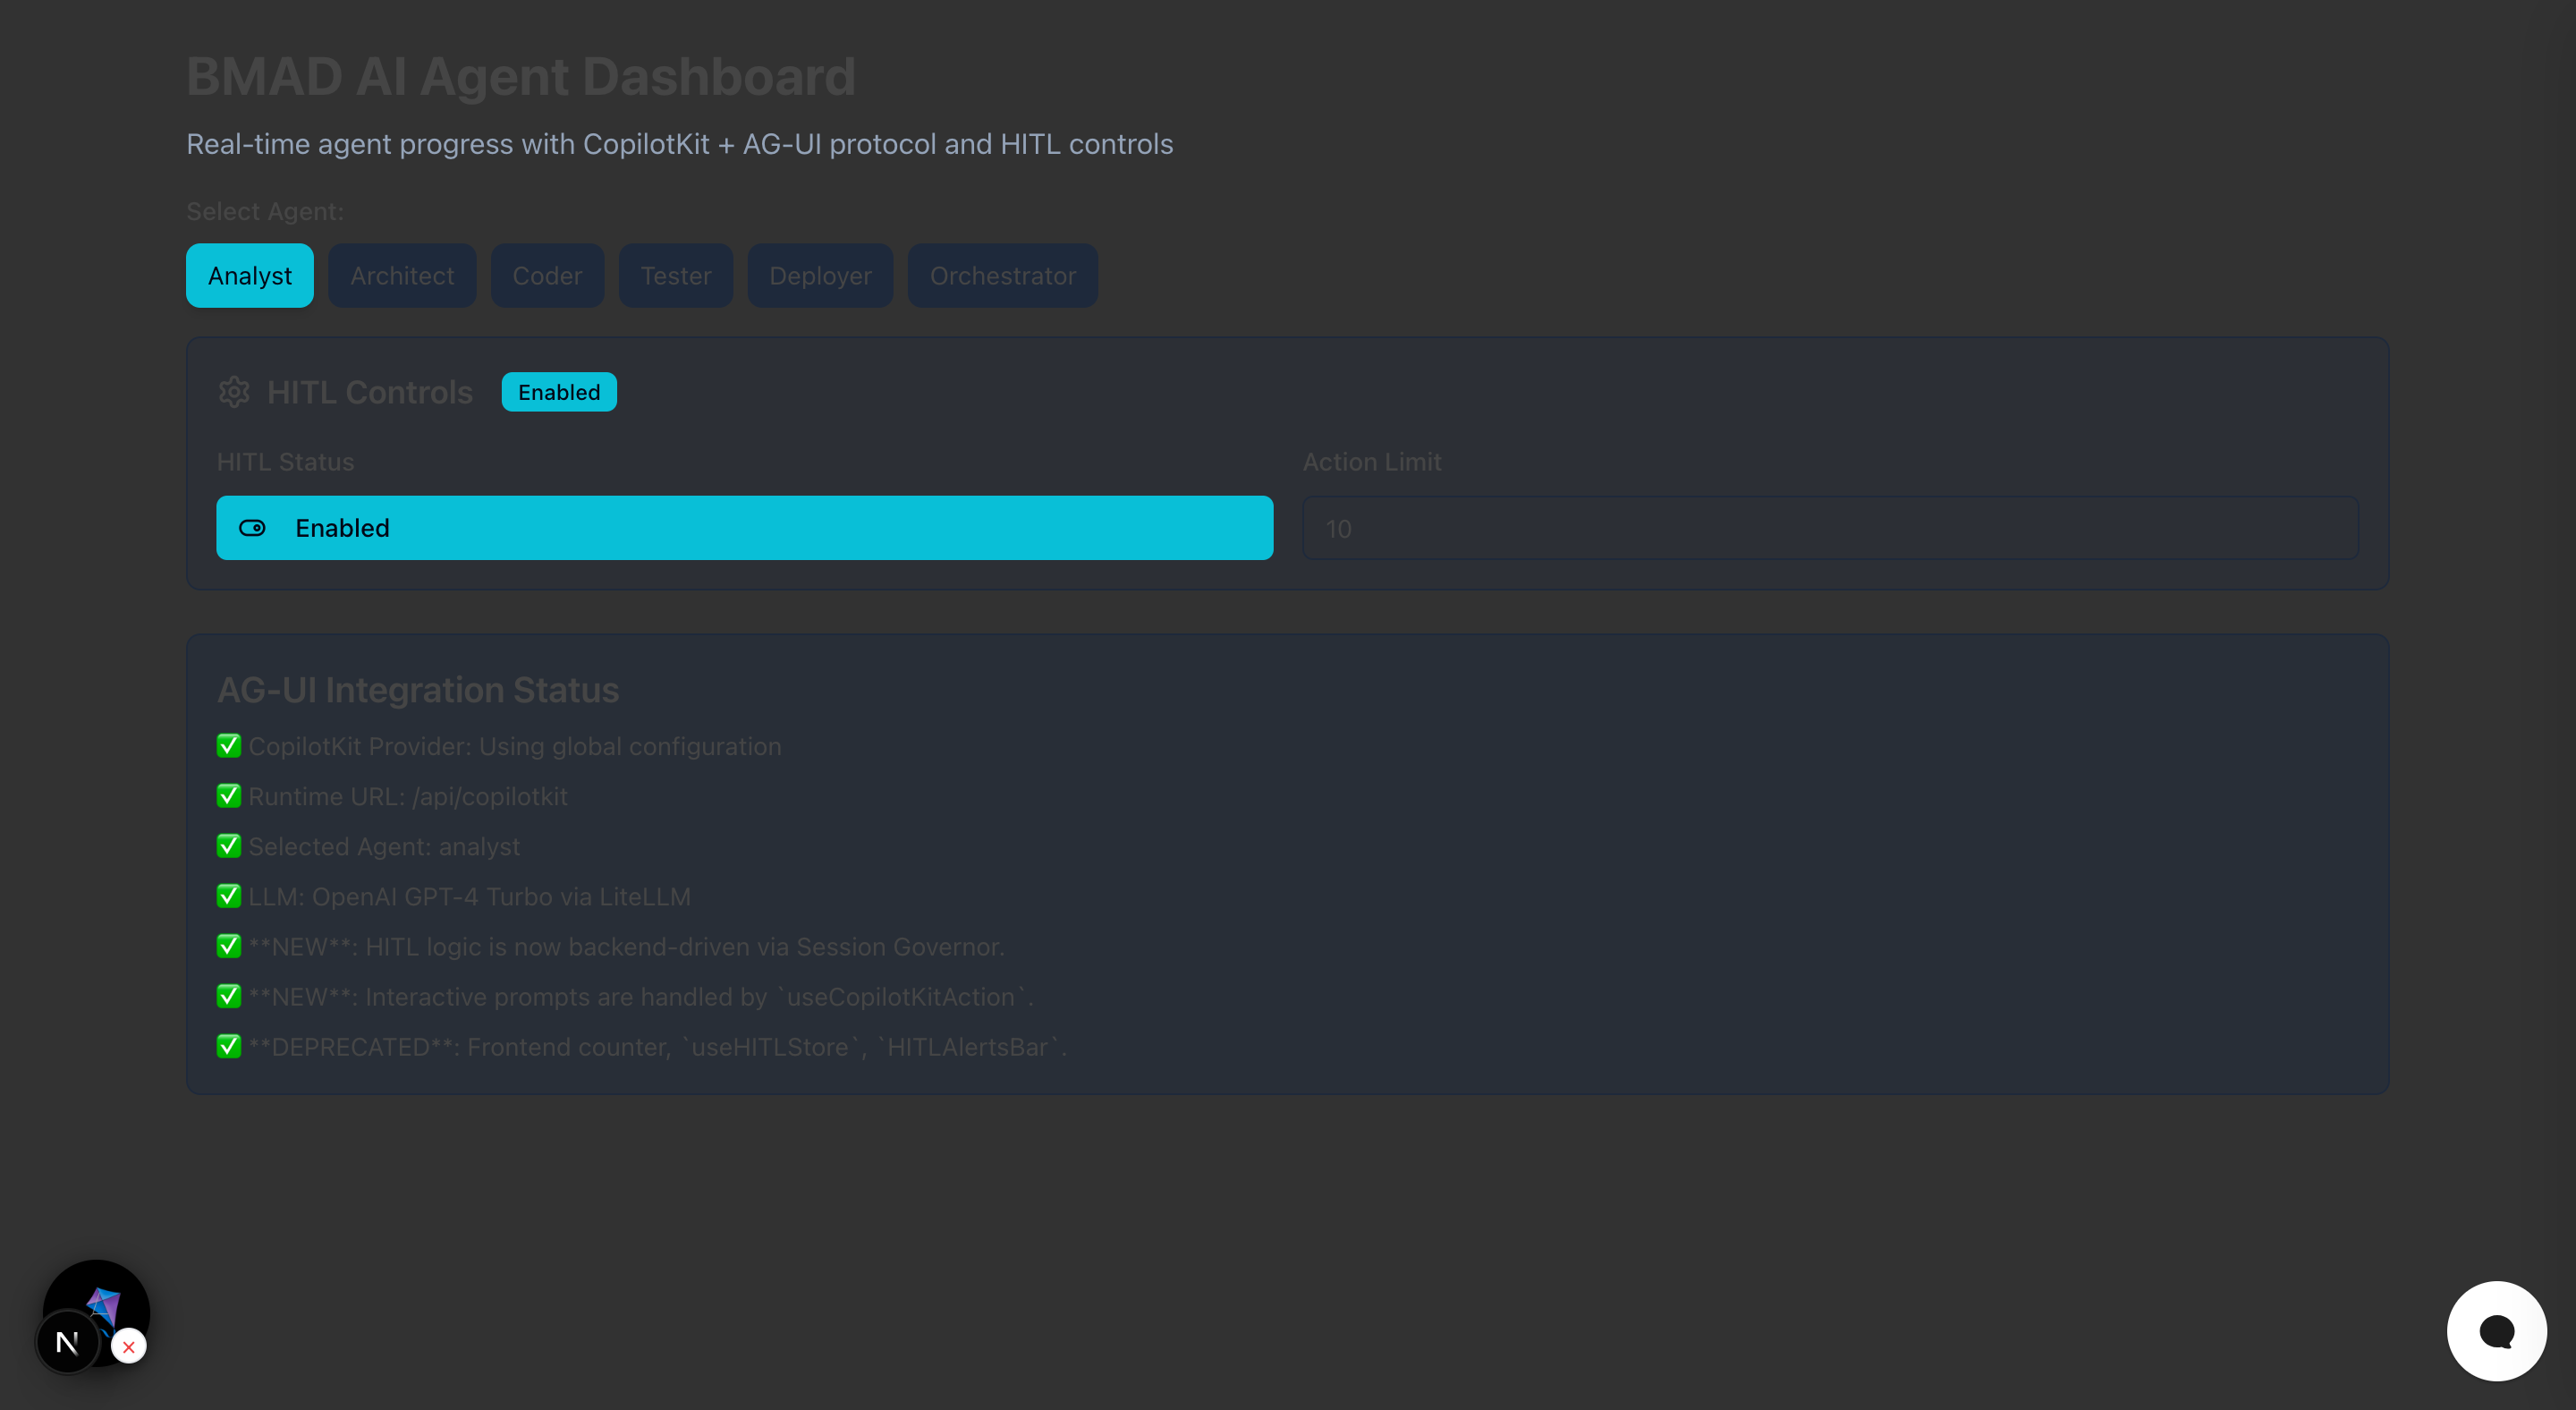 BMAD AI Agent Dashboard
Real-time agent progress with CopilotKit + AG-UI protocol and HITL controls
Select Agent:
Analyst Architect Coder Tester Deployer Orchestrator
HITL Controls Enabled
HITL Status Action Limit
Enabled 10
AG-UI Integration Status
✅ CopilotKit Provider: Using global configuration
✅ Runtime URL: /api/copilotkit
✅ Selected Agent: analyst
✅ LLM: OpenAI GPT-4 Turbo via LiteLLM
✅ **NEW**: HITL logic is now backend-driven via Session Governor.
✅ **NEW**: Interactive prompts are handled by `useCopilotKitAction`.
✅ **DEPRECATED**: Frontend counter, `useHITLStore`, `HITLAlertsBar`.
N